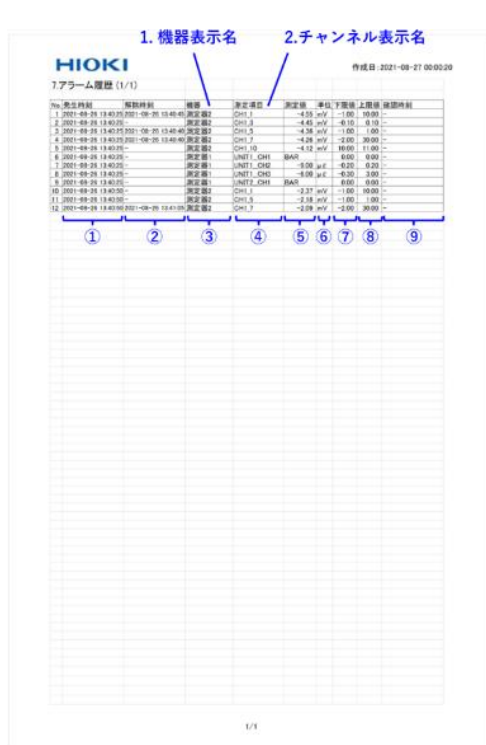 1. 機器表示名 2.チャンネル表示名
HIOKI
作成日:2021-08-27 00:00:20
7.アラーム履歴 (1/1)
No. 発生時刻 解除時刻 機器 測定項目 測定値 単位 下限値 上限値 確認時刻
1 2021-08-26 13:40:25 2021-08-26 13:40:45 測定器2 CH1_1 -4.55 mV -1.00 10.00 -
2 2021-08-26 13:40:25 - 測定器2 CH1_3 -4.45 mV -0.10 0.10 -
3 2021-08-26 13:40:25 2021-08-26 13:40:40 測定器2 CH1_5 -4.36 mV -1.00 1.00 -
4 2021-08-26 13:40:25 2021-08-26 13:40:40 測定器2 CH1_7 -4.26 mV -2.00 30.00 -
5 2021-08-26 13:40:25 - 測定器2 CH1_10 -4.12 mV 10.00 11.00 -
6 2021-08-26 13:40:25 - 測定器1 UNIT1_CH1 BAR 0.00 0.00 -
7 2021-08-26 13:40:25 - 測定器1 UNIT1_CH2 -9.00 με -0.20 0.20 -
8 2021-08-26 13:40:25 - 測定器1 UNIT1_CH3 -6.00 με -0.30 3.00 -
9 2021-08-26 13:40:25 - 測定器1 UNIT2_CH1 BAR 0.00 0.00 -
10 2021-08-26 13:40:50 - 測定器2 CH1_1 -2.37 mV -1.00 10.00 -
11 2021-08-26 13:40:50 - 測定器2 CH1_5 -2.18 mV -1.00 1.00 -
12 2021-08-26 13:40:50 2021-08-26 13:41:05 測定器2 CH1_7 -2.09 mV -2.00 30.00 -
① ② ③ ④ ⑤ ⑥ ⑦ ⑧ ⑨
1/1